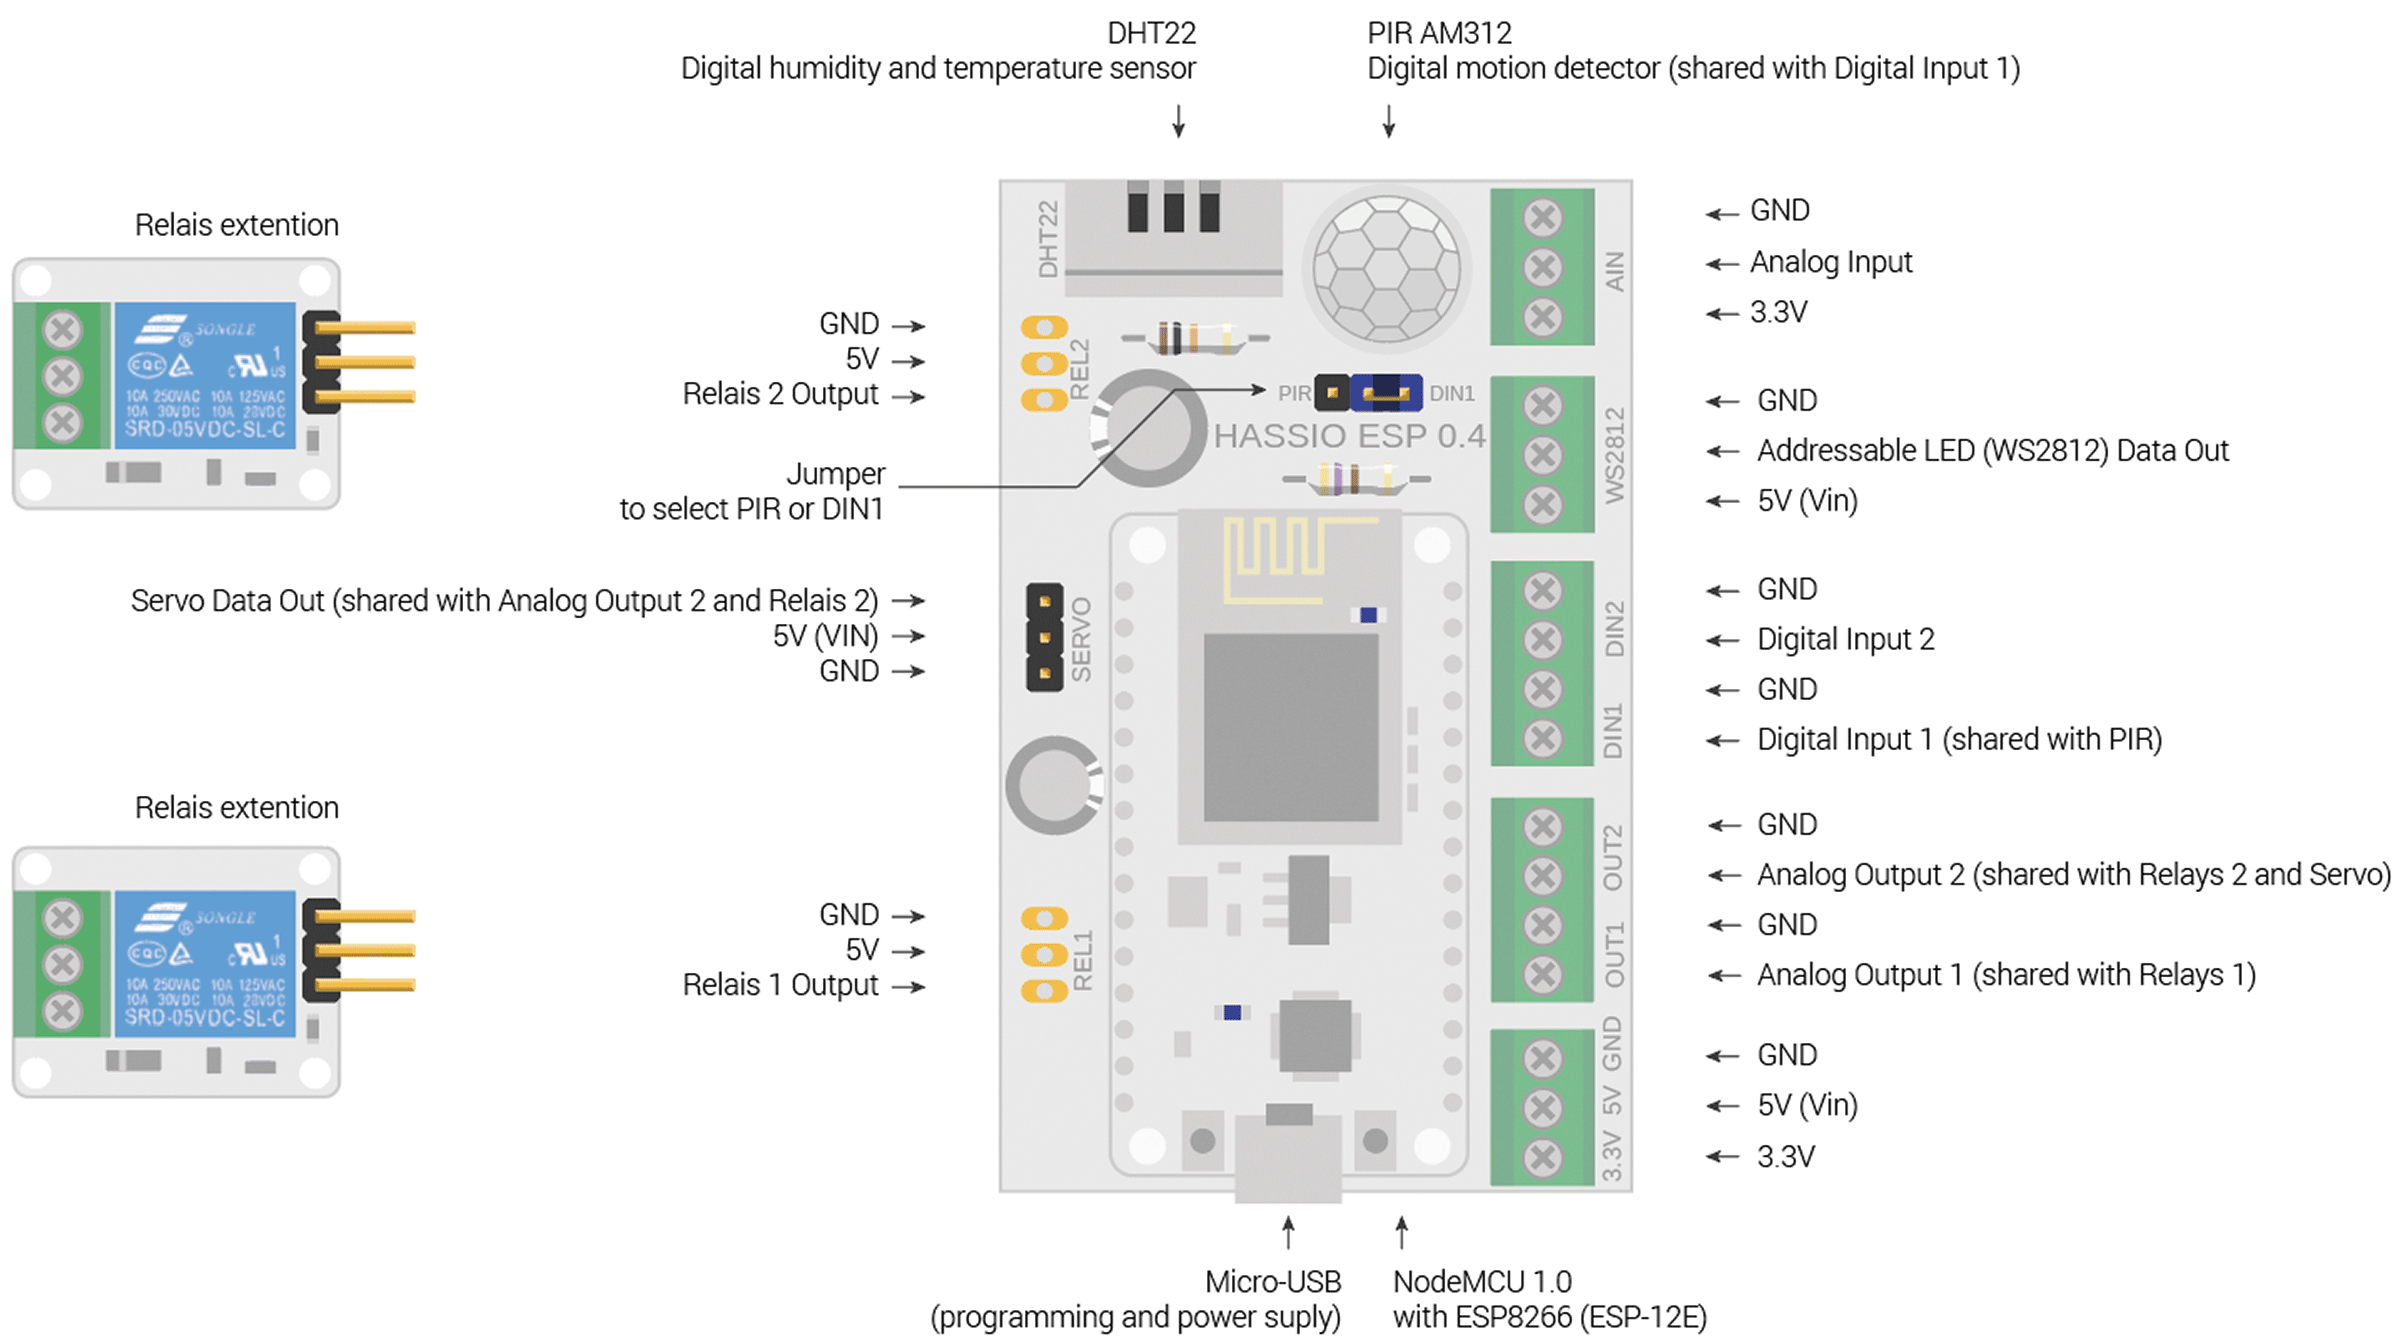 DHT22
Digital humidity and temperature sensor
PIR AM312
Digital motion detector (shared with Digital Input 1)
Relais extention
SONGLE
®
CQC
c RU US
1
10A 250VAC 10A 125VAC
10A 30VDC 10A 28VDC
SRD-05VDC-SL-C
GND
5V
Relais 2 Output
Jumper
to select PIR or DIN1
Servo Data Out (shared with Analog Output 2 and Relais 2)
5V (VIN)
GND
Relais extention
SONGLE
®
CQC
c RU US
1
10A 250VAC 10A 125VAC
10A 30VDC 10A 28VDC
SRD-05VDC-SL-C
GND
5V
Relais 1 Output
DHT22
REL2
PIR
DIN1
HASSIO ESP 0.4
SERVO
REL1
AIN
WS2812
DIN2
DIN1
OUT2
OUT1
GND
5V
3.3V
GND
Analog Input
3.3V
GND
Addressable LED (WS2812) Data Out
5V (Vin)
GND
Digital Input 2
GND
Digital Input 1 (shared with PIR)
GND
Analog Output 2 (shared with Relays 2 and Servo)
GND
Analog Output 1 (shared with Relays 1)
GND
5V (Vin)
3.3V
Micro-USB
(programming and power suply)
NodeMCU 1.0
with ESP8266 (ESP-12E)